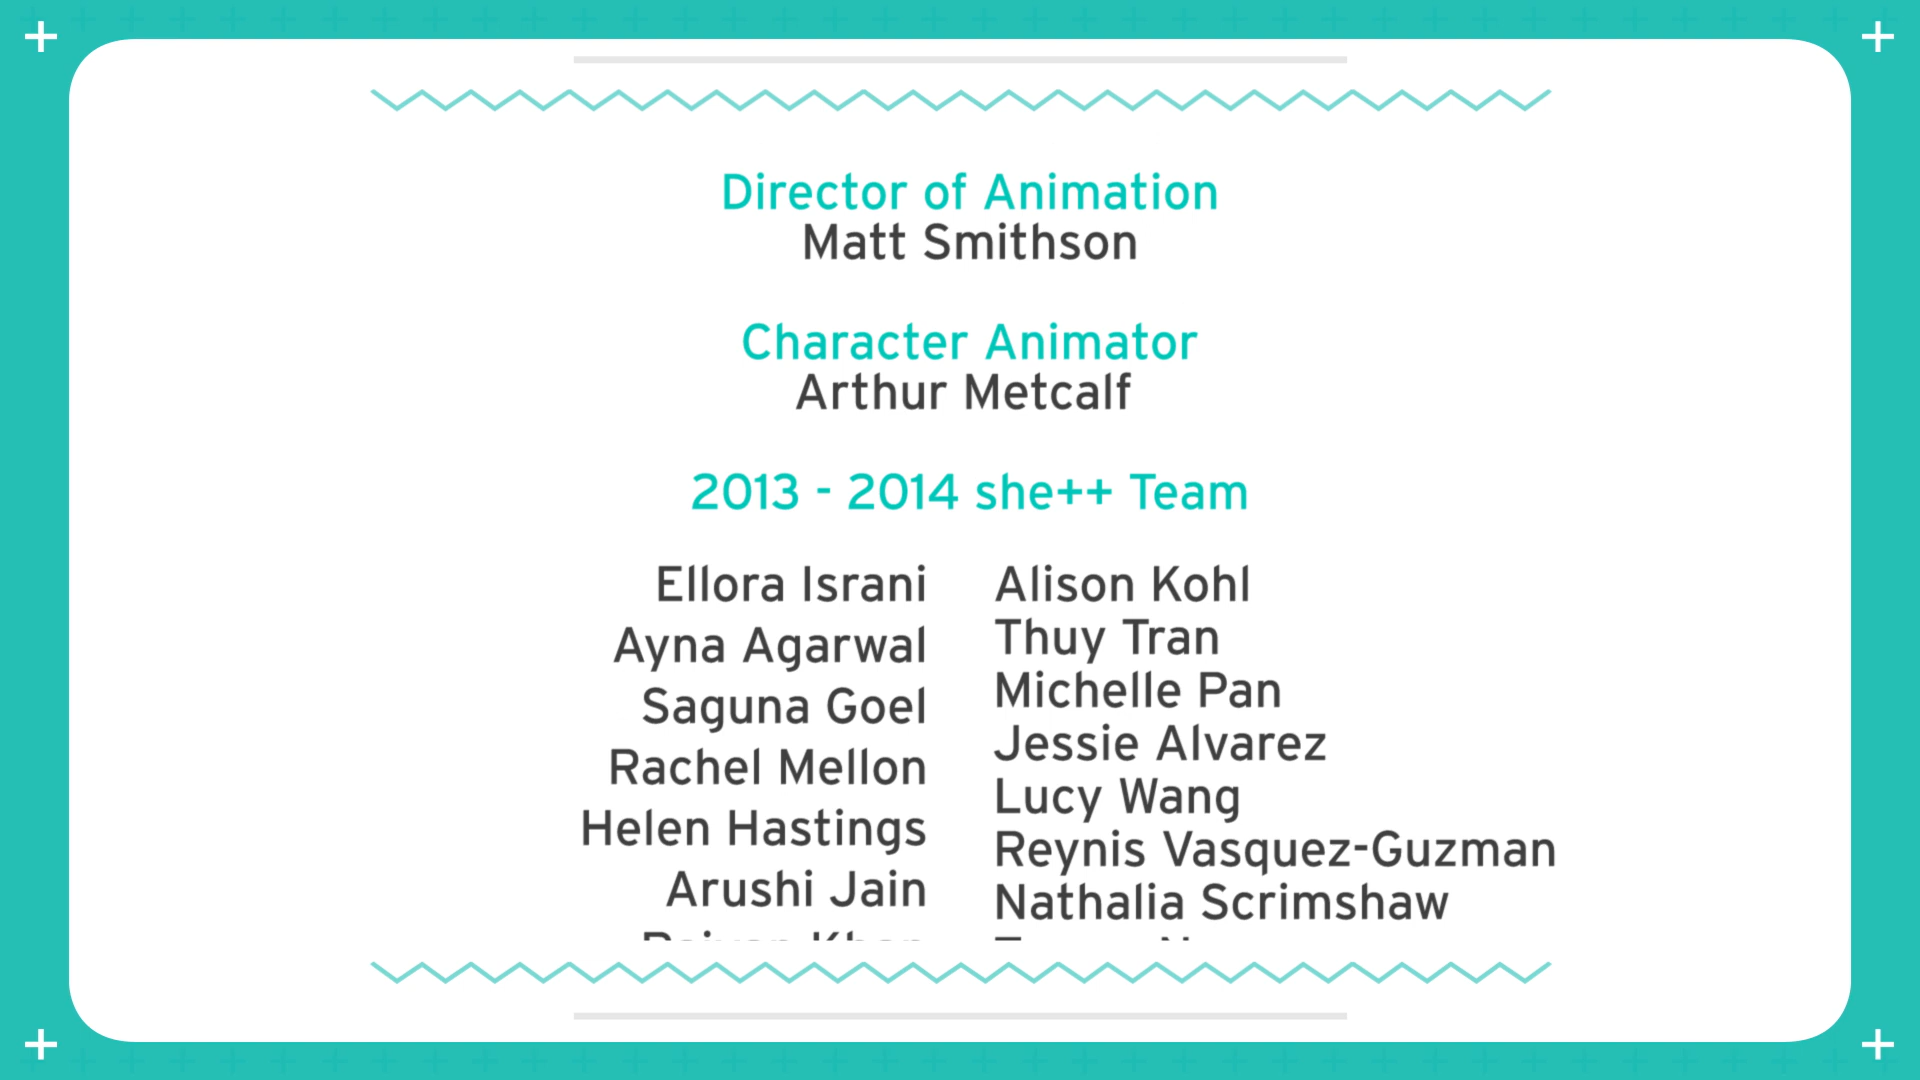 Director of Animation
Matt Smithson
Character Animator
Arthur Metcalf
2013 - 2014 she++ Team
Ellora Israni
Ayna Agarwal
Saguna Goel
Rachel Mellon
Helen Hastings
Arushi Jain
Alison Kohl
Thuy Tran
Michelle Pan
Jessie Alvarez
Lucy Wang
Reynis Vasquez-Guzman
Nathalia Scrimshaw